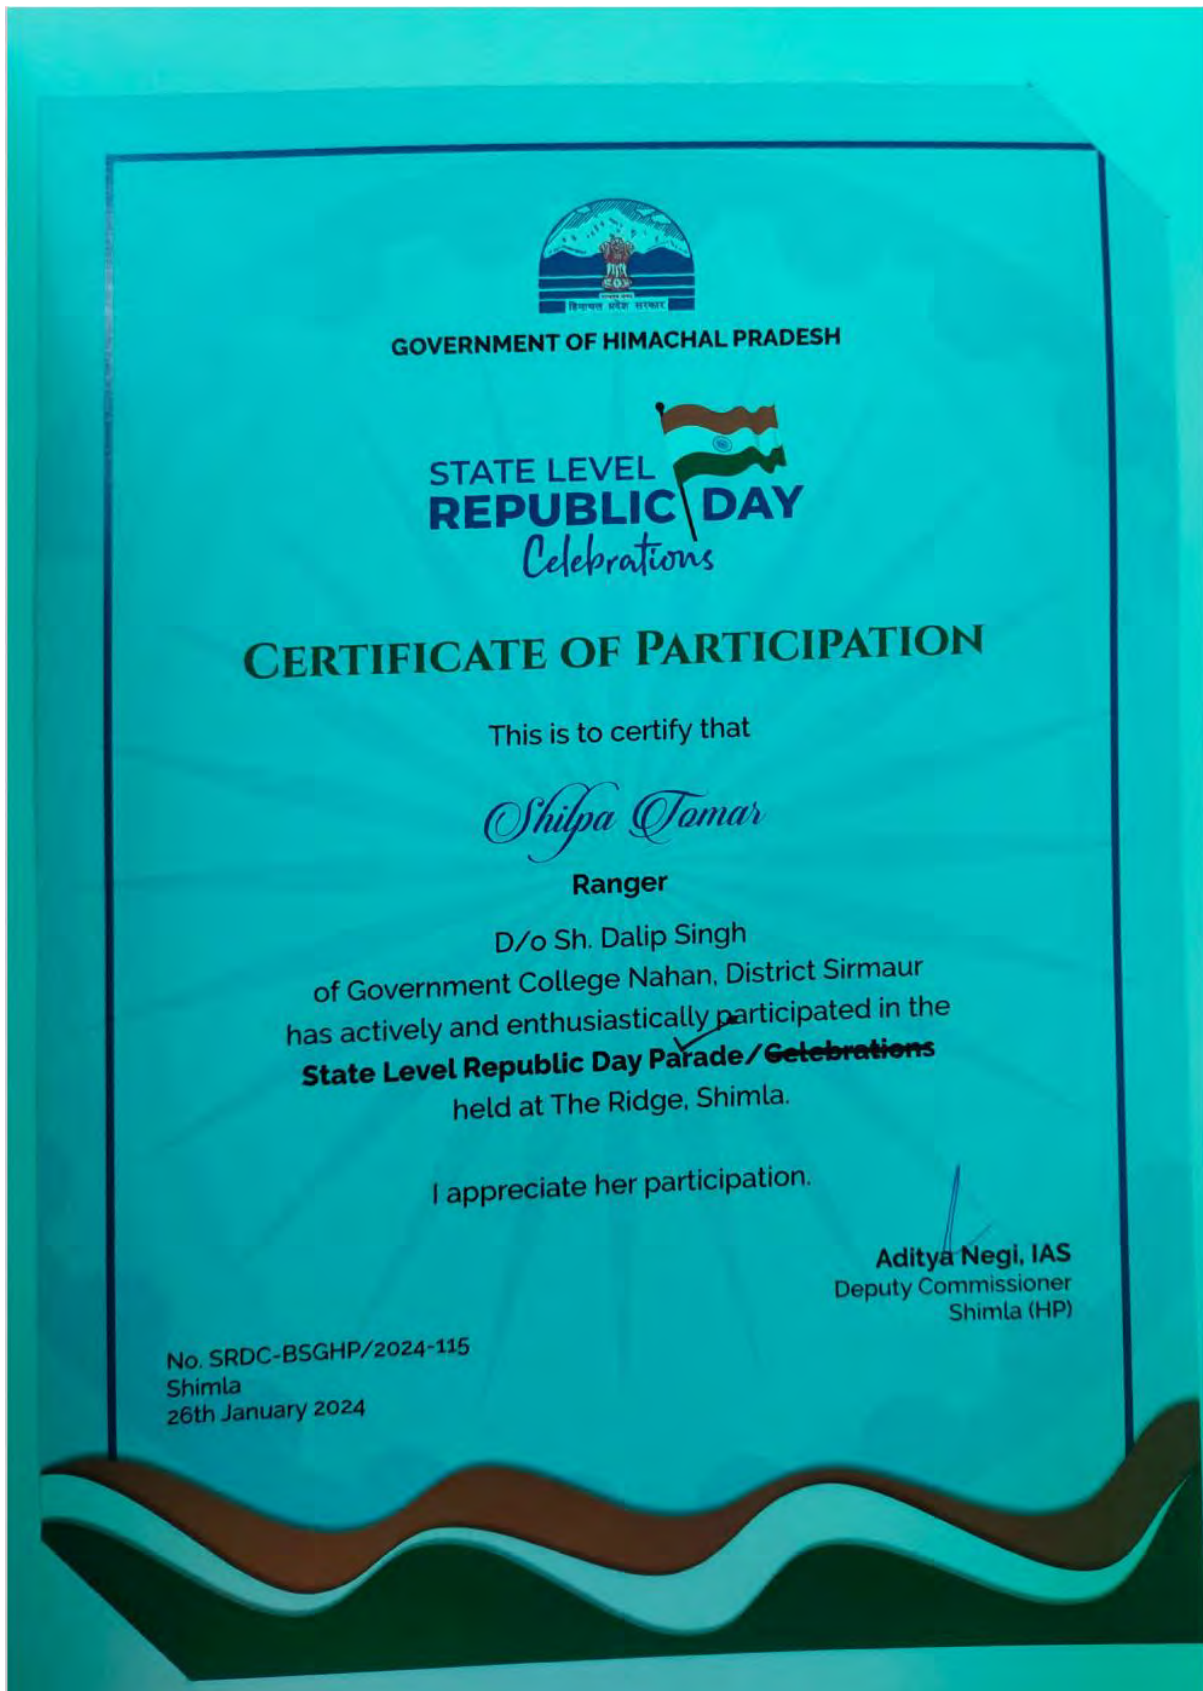 हिमाचल प्रदेश सरकार
GOVERNMENT OF HIMACHAL PRADESH
STATE LEVEL
REPUBLIC DAY
Celebrations
CERTIFICATE OF PARTICIPATION
This is to certify that
Shilpa Tomar
Ranger
D/o Sh. Dalip Singh
of Government College Nahan, District Sirmaur
has actively and enthusiastically participated in the
State Level Republic Day Parade/Celebrations
held at The Ridge, Shimla.
I appreciate her participation.
Aditya Negi, IAS
Deputy Commissioner
Shimla (HP)
No. SRDC-BSGHP/2024-115
Shimla
26th January 2024